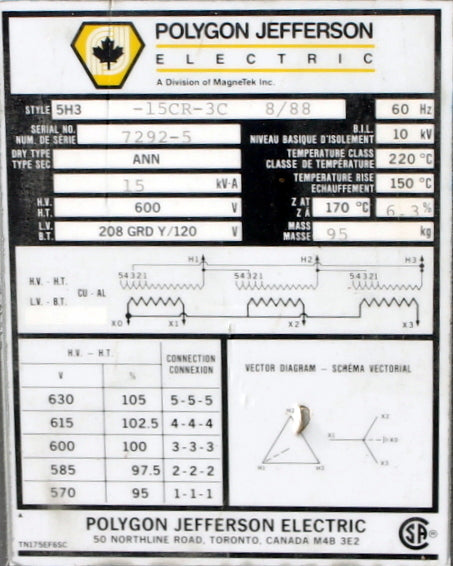 POLYGON JEFFERSON
ELECTRIC
A Division of MagneTek Inc.
STYLE 5H3 -15CR-3C 8/88 60 Hz
SERIAL NO. NUM. DE SÉRIE 7292-5 B.I.L. NIVEAU BASIQUE D'ISOLEMENT 10 kV
DRY TYPE TYPE SEC ANN TEMPERATURE CLASS CLASSE DE TEMPÉRATURE 220 °C
15 kV·A TEMPERATURE RISE ECHAUFFEMENT 150 °C
H.V. H.T. 600 V Z AT Z À 170 °C 6.3%
L.V. B.T. 208 GRD Y/120 V MASS MASSE 95 kg
H1 H2 H3
54321 54321 54321
H.V. - H.T.
CU - AL
L.V. - B.T.
X0 X1 X2 X3
H.V. - H.T. CONNECTION CONNEXION
V %
630 105 5-5-5
615 102.5 4-4-4
600 100 3-3-3
585 97.5 2-2-2
570 95 1-1-1
VECTOR DIAGRAM - SCHÉMA VECTORIAL
H2 X2
X1 X0
H1 H3 X3
POLYGON JEFFERSON ELECTRIC
50 NORTHLINE ROAD, TORONTO, CANADA M4B 3E2
TN175EF6SC